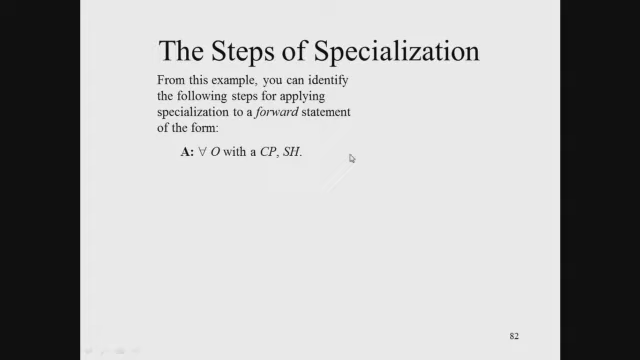 The Steps of Specialization
From this example, you can identify
the following steps for applying
specialization to a forward statement
of the form:
A: ∀ O with a CP, SH.
82